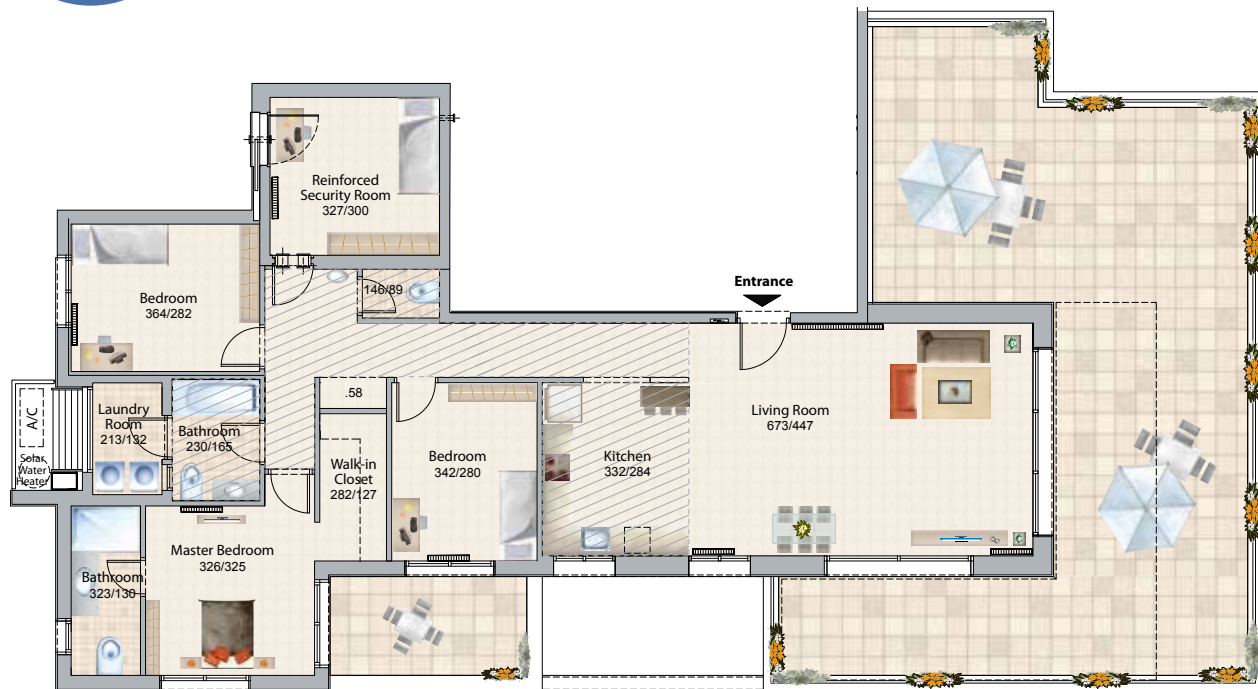 Reinforced
Security Room
327/300
Bedroom
364/282
146/89
Entrance
Laundry
Room
213/132
Bathroom
230/165
A/C
Solar
Water
Heater
.58
Walk-in
Closet
282/127
Bedroom
342/280
Kitchen
332/284
Living Room
673/447
Master Bedroom
326/325
Bathroom
323/130